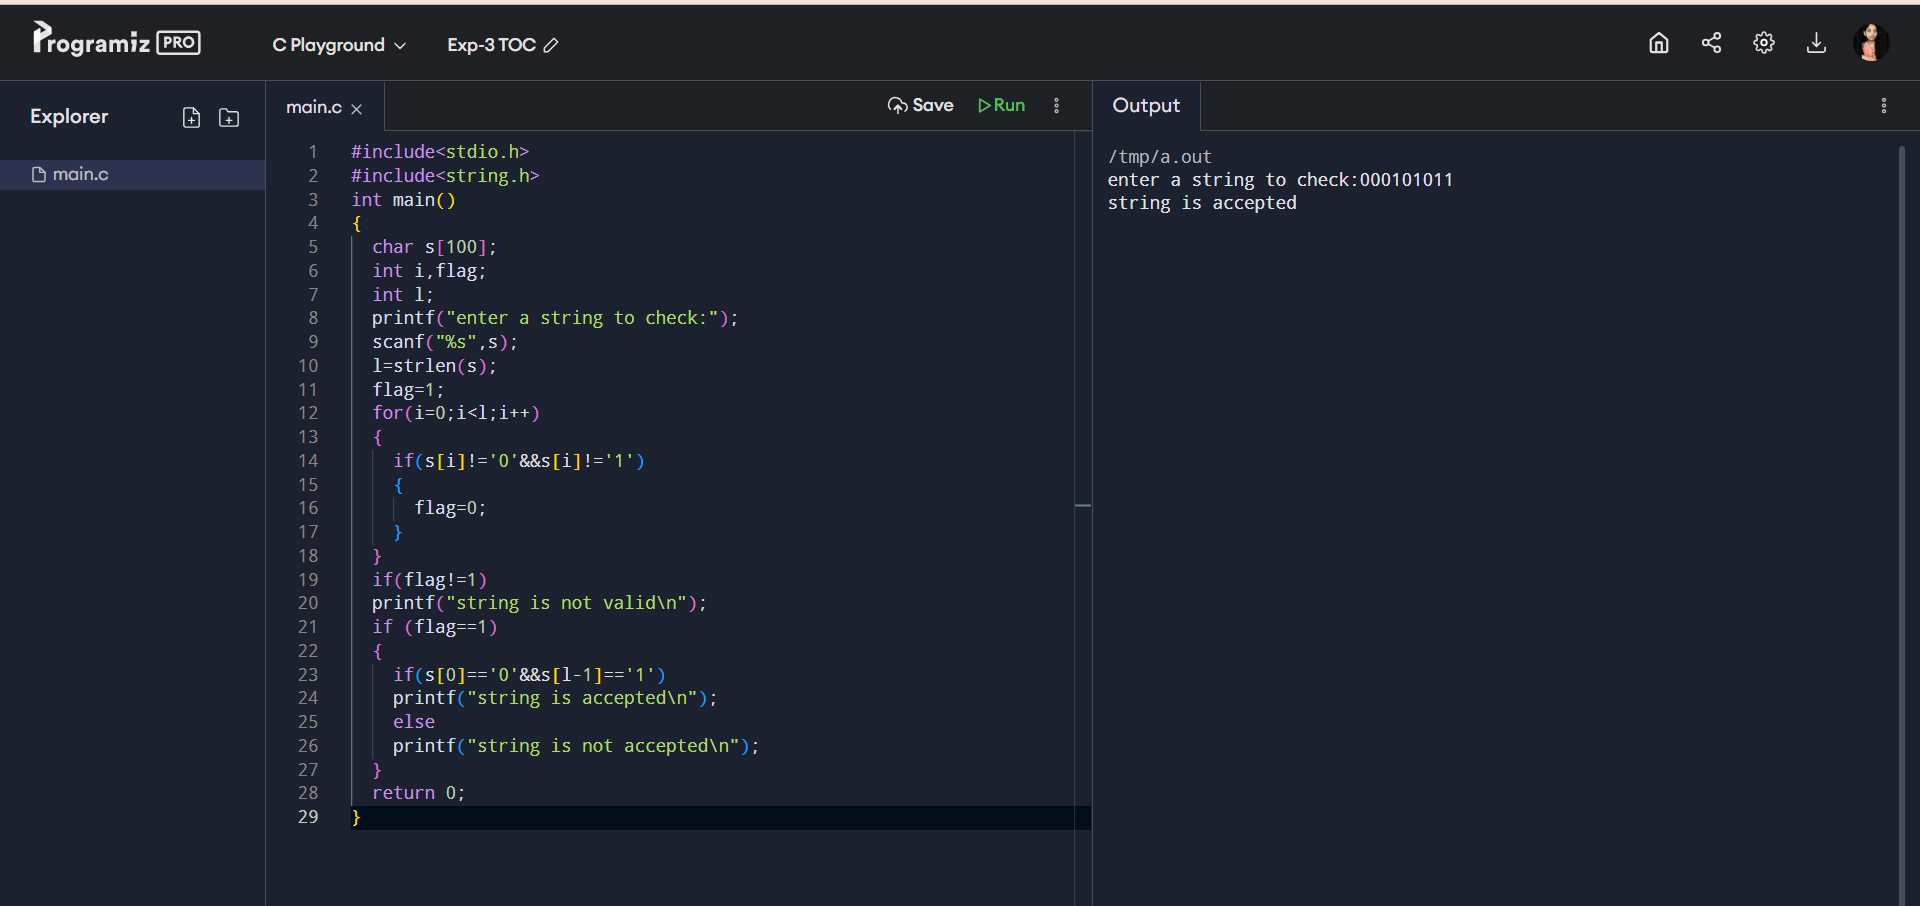 Programiz PRO
C Playground
Exp-3 TOC
Explorer
main.c
main.c
Save
Run
Output
1 #include<stdio.h>
2 #include<string.h>
3 int main()
4 {
5 char s[100];
6 int i,flag;
7 int l;
8 printf("enter a string to check:");
9 scanf("%s",s);
10 l=strlen(s);
11 flag=1;
12 for(i=0;i<l;i++)
13 {
14 if(s[i]!='0'&&s[i]!='1')
15 {
16 flag=0;
17 }
18 }
19 if(flag!=1)
20 printf("string is not valid\n");
21 if (flag==1)
22 {
23 if(s[0]=='0'&&s[l-1]=='1')
24 printf("string is accepted\n");
25 else
26 printf("string is not accepted\n");
27 }
28 return 0;
29 }
/tmp/a.out
enter a string to check:000101011
string is accepted